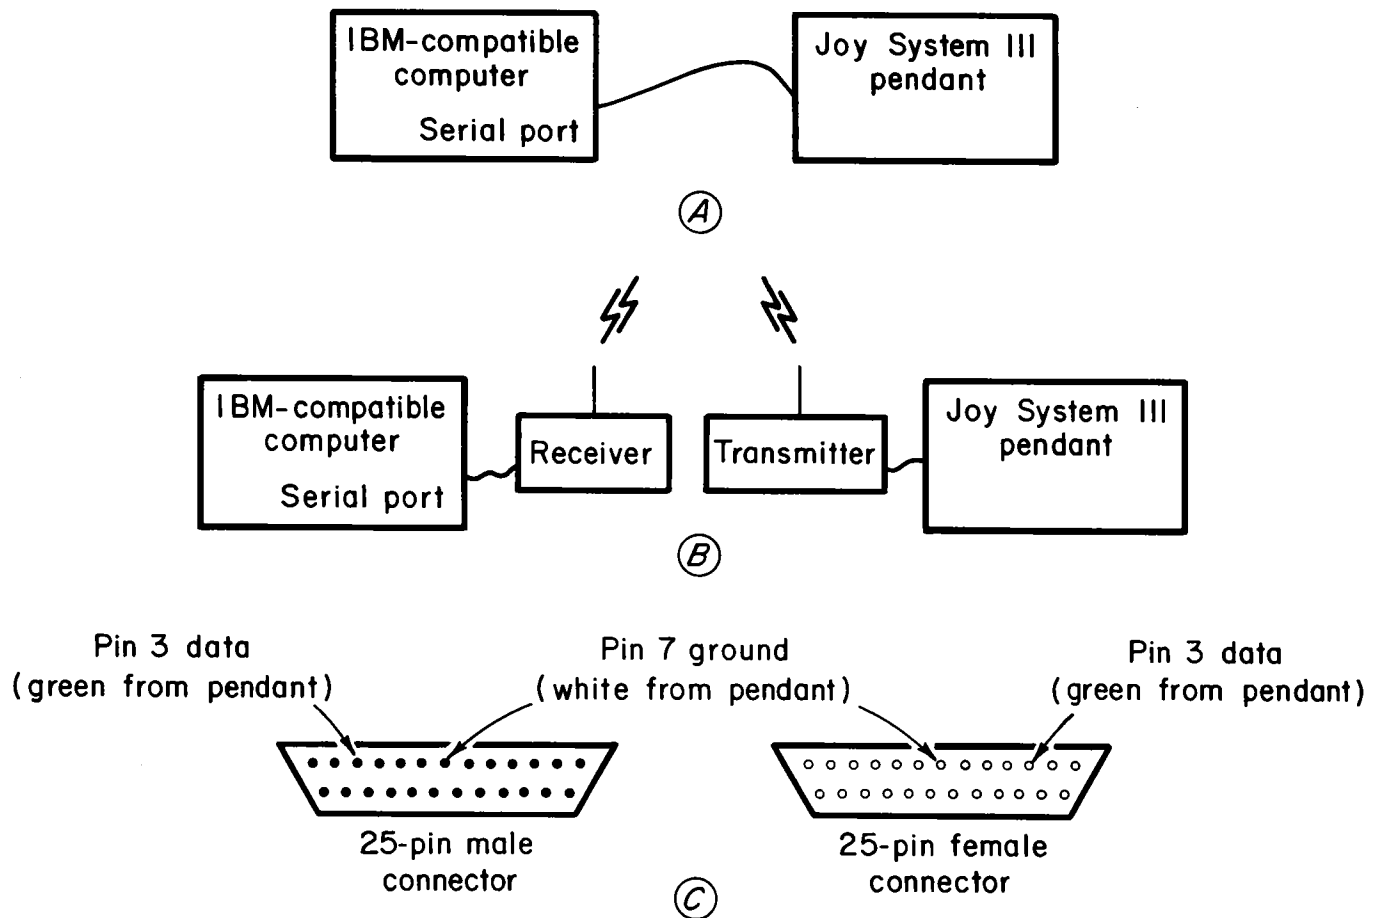 IBM-compatible
computer
Serial port
Joy System III
pendant
A
IBM-compatible
computer
Serial port
Receiver
Transmitter
Joy System III
pendant
B
Pin 3 data
(green from pendant)
Pin 7 ground
(white from pendant)
Pin 3 data
(green from pendant)
25-pin male
connector
25-pin female
connector
C